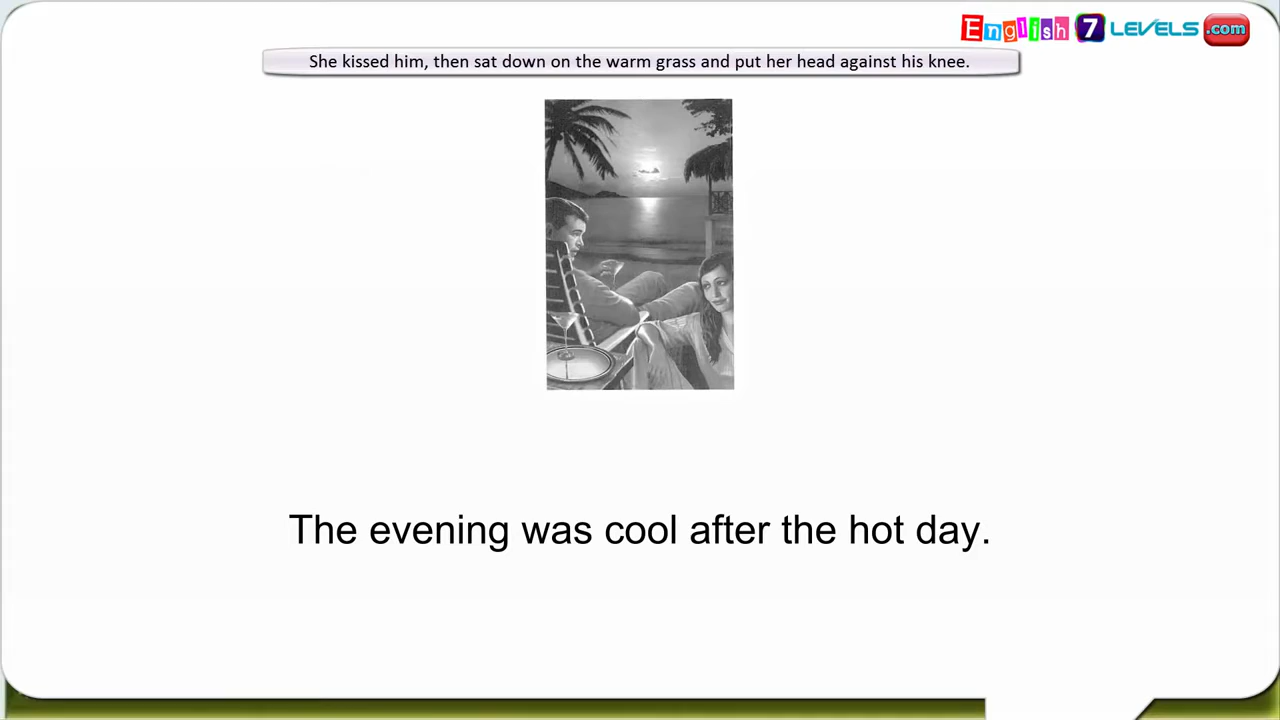 English 7 LEVELS .com
She kissed him, then sat down on the warm grass and put her head against his knee.
The evening was cool after the hot day.